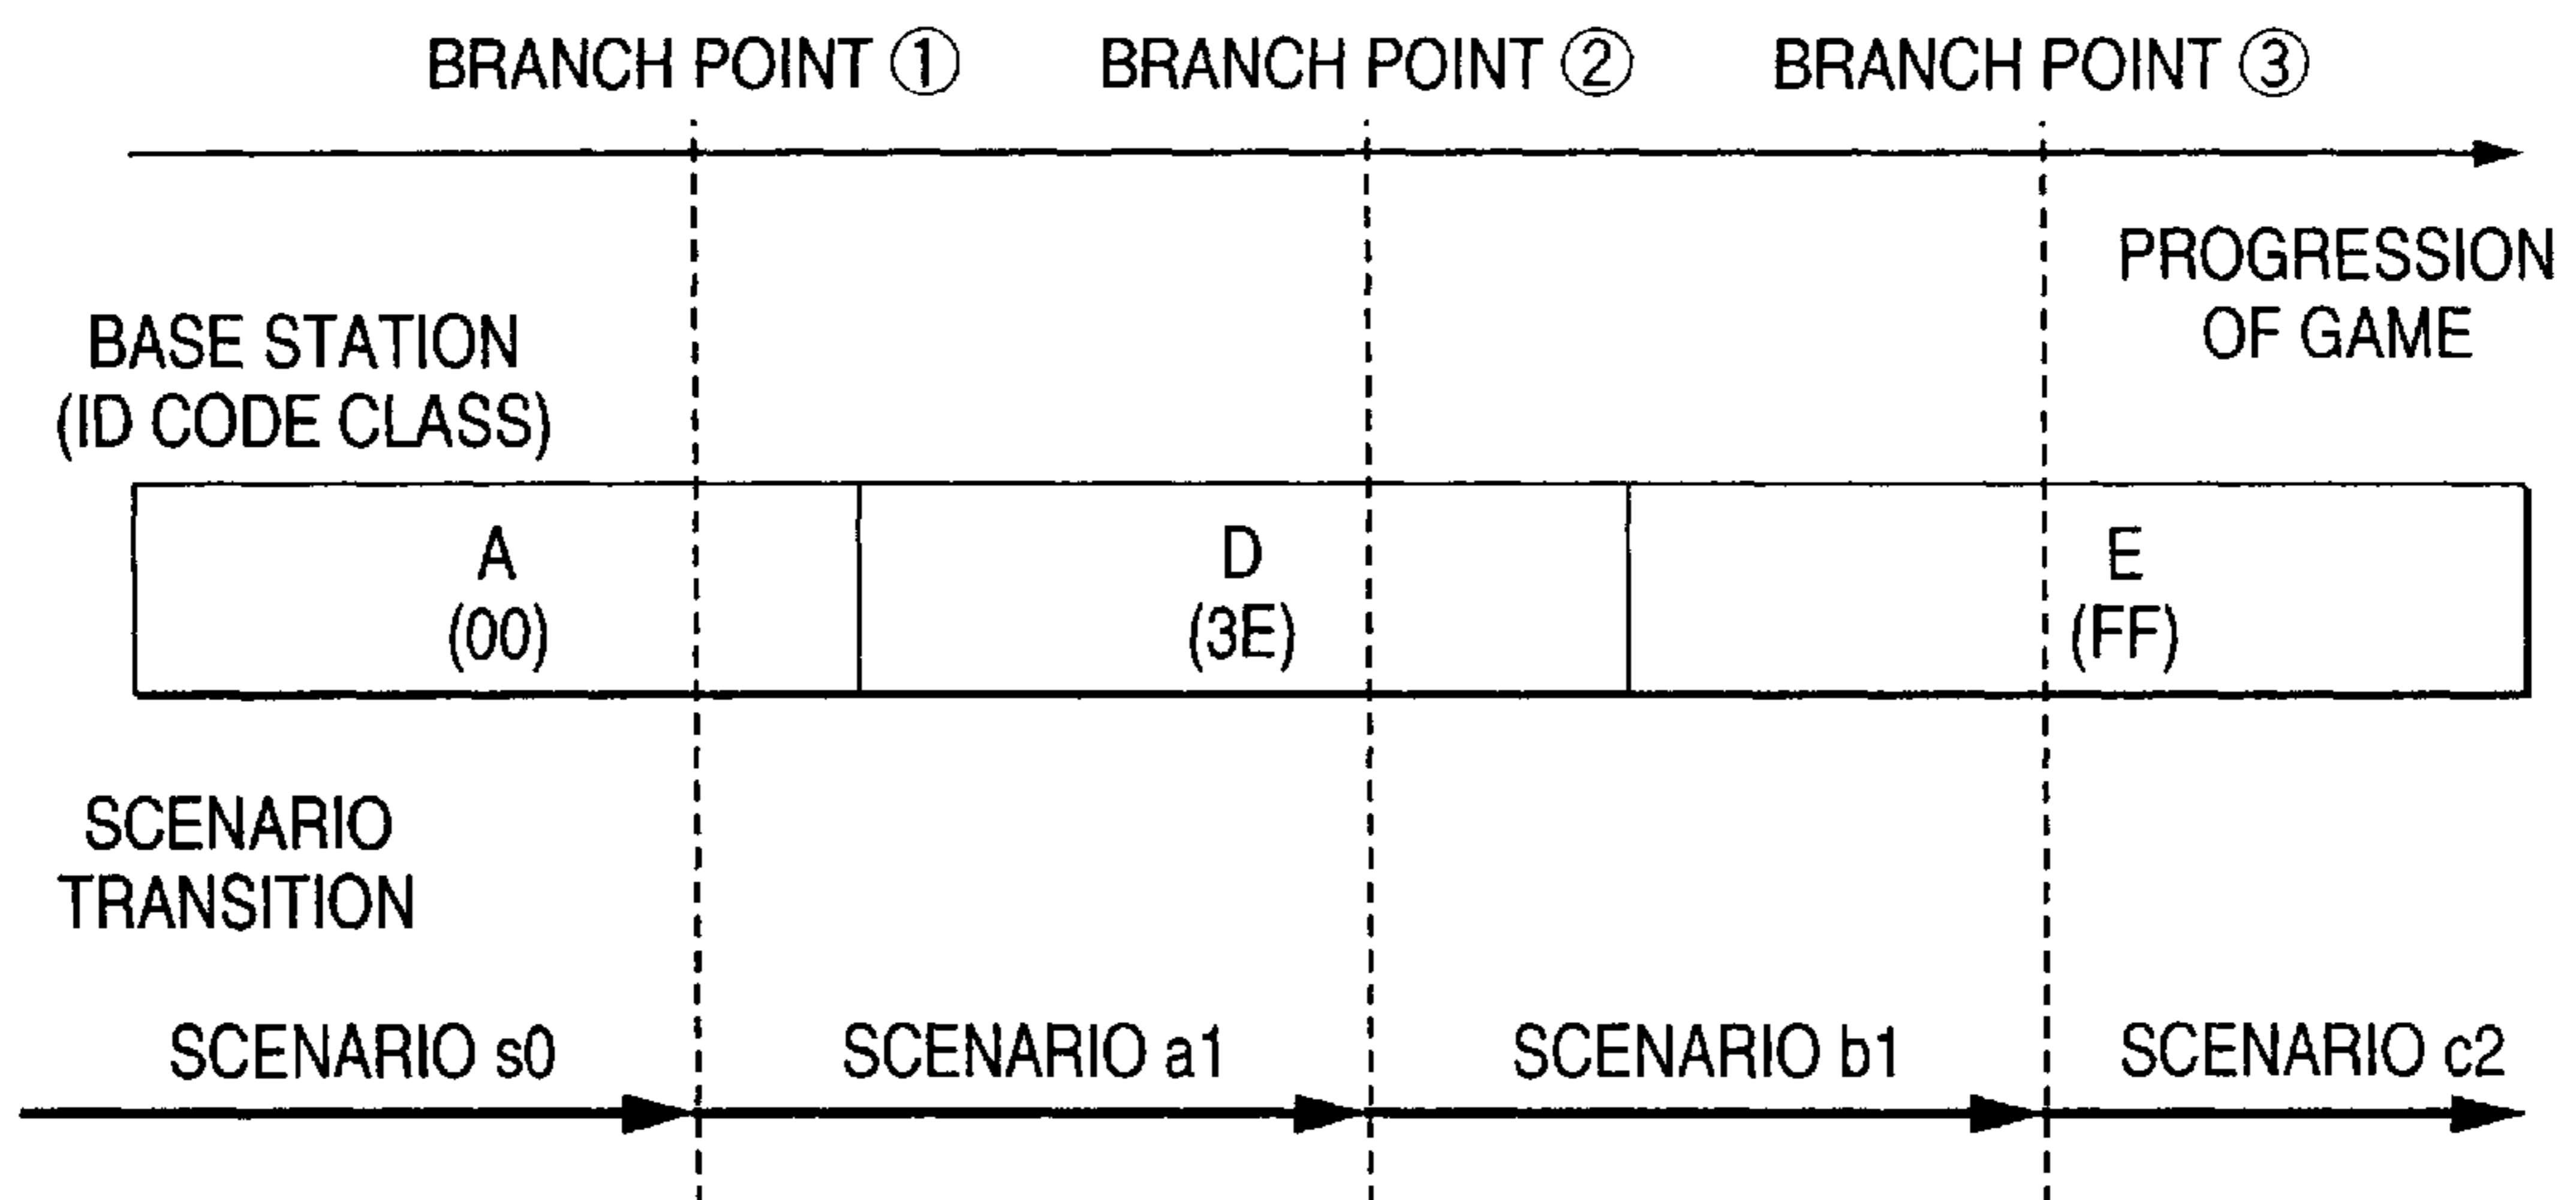 BRANCH POINT ①
BRANCH POINT ②
BRANCH POINT ③
PROGRESSION
OF GAME
BASE STATION
(ID CODE CLASS)
A
(00)
D
(3E)
E
(FF)
SCENARIO
TRANSITION
SCENARIO s0
SCENARIO a1
SCENARIO b1
SCENARIO c2